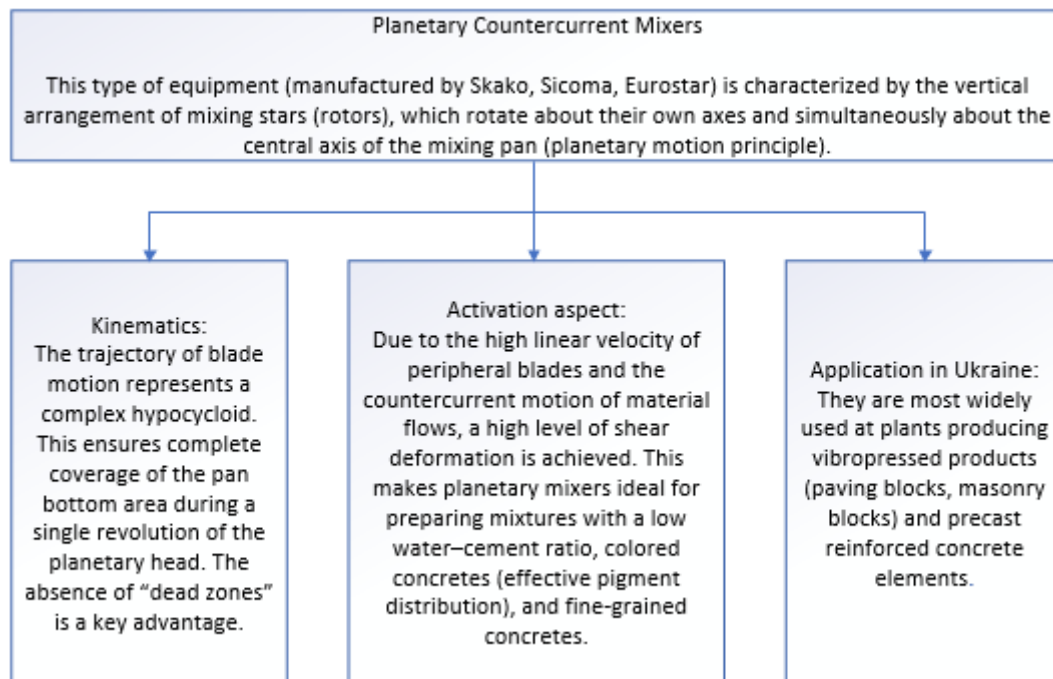 Planetary Countercurrent Mixers
This type of equipment (manufactured by Skako, Sicoma, Eurostar) is characterized by the vertical
arrangement of mixing stars (rotors), which rotate about their own axes and simultaneously about the
central axis of the mixing pan (planetary motion principle).
Kinematics:
The trajectory of blade
motion represents a
complex hypocycloid.
This ensures complete
coverage of the pan
bottom area during a
single revolution of the
planetary head. The
absence of “dead zones”
is a key advantage.
Activation aspect:
Due to the high linear velocity of
peripheral blades and the
countercurrent motion of material
flows, a high level of shear
deformation is achieved. This
makes planetary mixers ideal for
preparing mixtures with a low
water–cement ratio, colored
concretes (effective pigment
distribution), and fine-grained
concretes.
Application in Ukraine:
They are most widely
used at plants producing
vibropressed products
(paving blocks, masonry
blocks) and precast
reinforced concrete
elements.